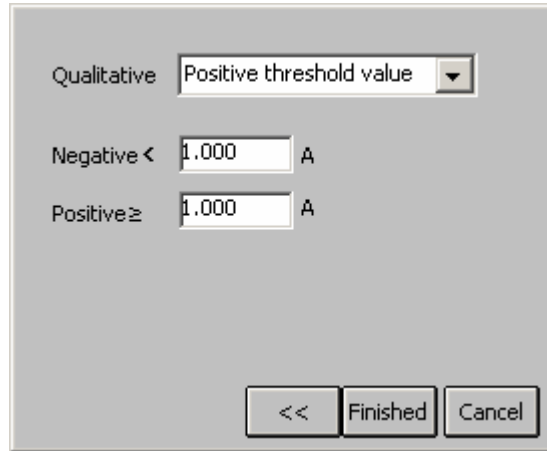 Qualitative Positive threshold value
Negative < 1.000 A
Positive≥ 1.000 A
<< Finished Cancel